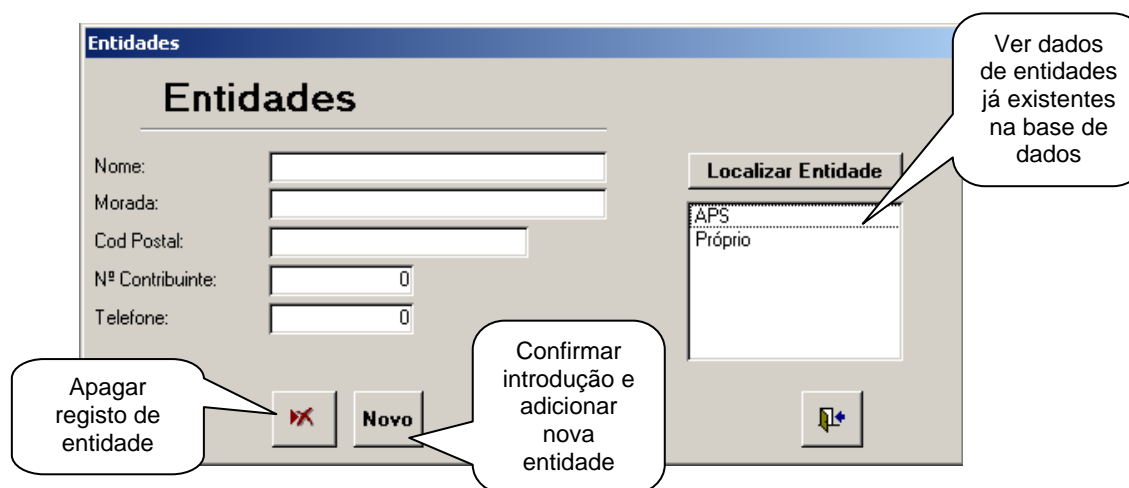 Entidades
Entidades
Nome:
Morada:
Cod Postal:
Nº Contribuinte: 0
Telefone: 0
Localizar Entidade
APS
Próprio
Ver dados
de entidades
já existentes
na base de
dados
Apagar
registo de
entidade
Novo
Confirmar
introdução e
adicionar
nova
entidade